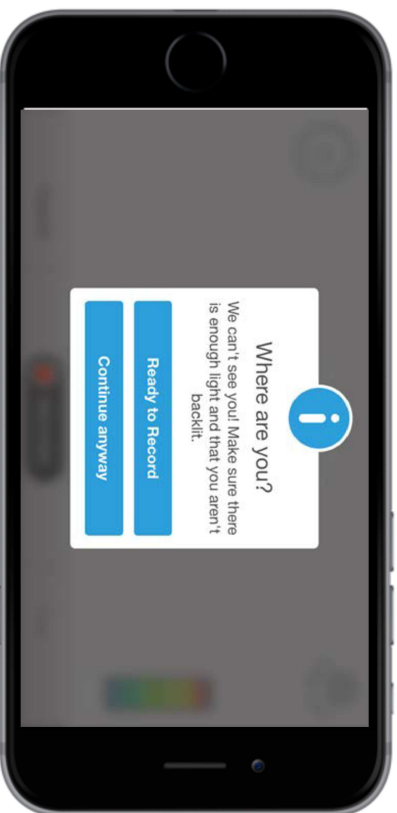 Where are you?
We can't see you! Make sure there
is enough light and that you aren't
backlit.
Ready to Record
Continue anyway